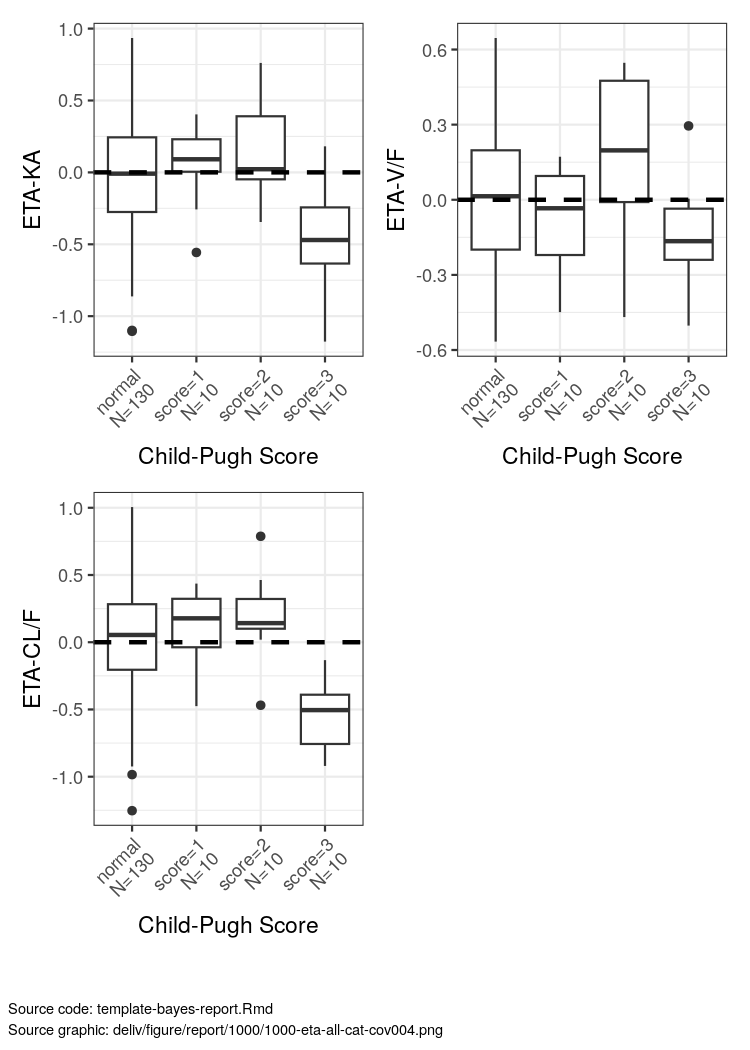 1.0
0.5
0.0
-0.5
-1.0
ETA-KA
normal
N=130
score=1
N=10
score=2
N=10
score=3
N=10
Child-Pugh Score
0.6
0.3
0.0
-0.3
-0.6
ETA-V/F
normal
N=130
score=1
N=10
score=2
N=10
score=3
N=10
Child-Pugh Score
1.0
0.5
0.0
-0.5
-1.0
ETA-CL/F
normal
N=130
score=1
N=10
score=2
N=10
score=3
N=10
Child-Pugh Score
Source code: template-bayes-report.Rmd
Source graphic: deliv/figure/report/1000/1000-eta-all-cat-cov004.png